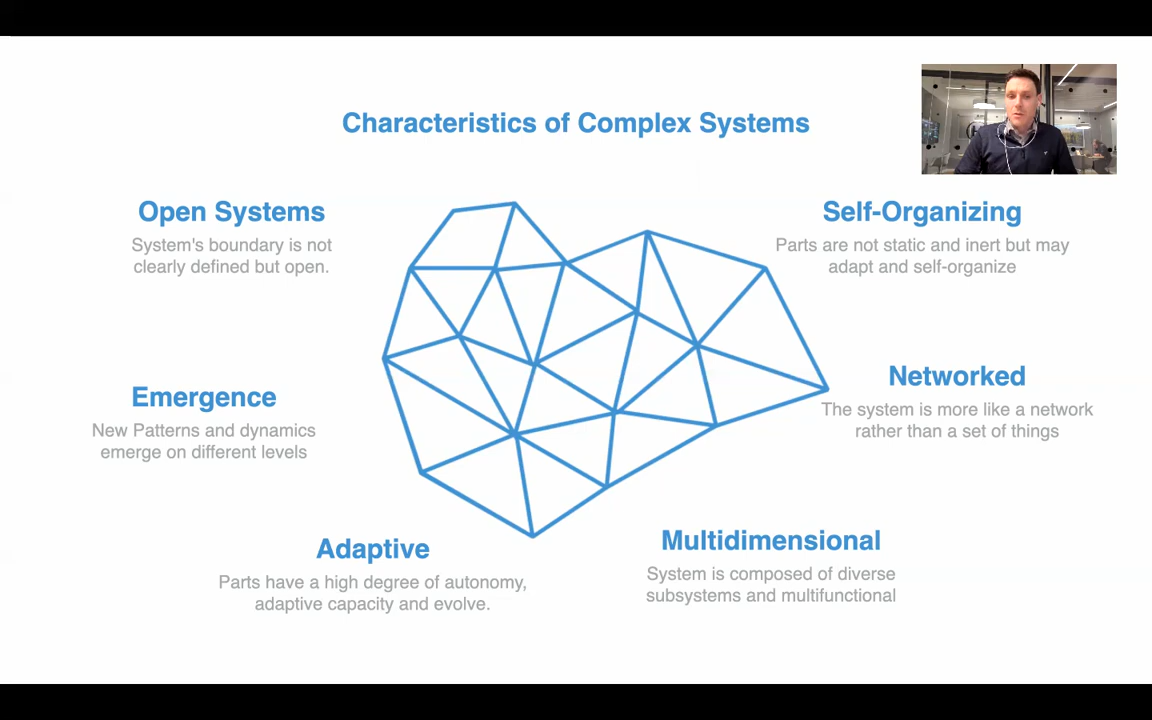 Characteristics of Complex Systems
Open Systems
System's boundary is not
clearly defined but open.
Self-Organizing
Parts are not static and inert but may
adapt and self-organize
Emergence
New Patterns and dynamics
emerge on different levels
Networked
The system is more like a network
rather than a set of things
Adaptive
Parts have a high degree of autonomy,
adaptive capacity and evolve.
Multidimensional
System is composed of diverse
subsystems and multifunctional